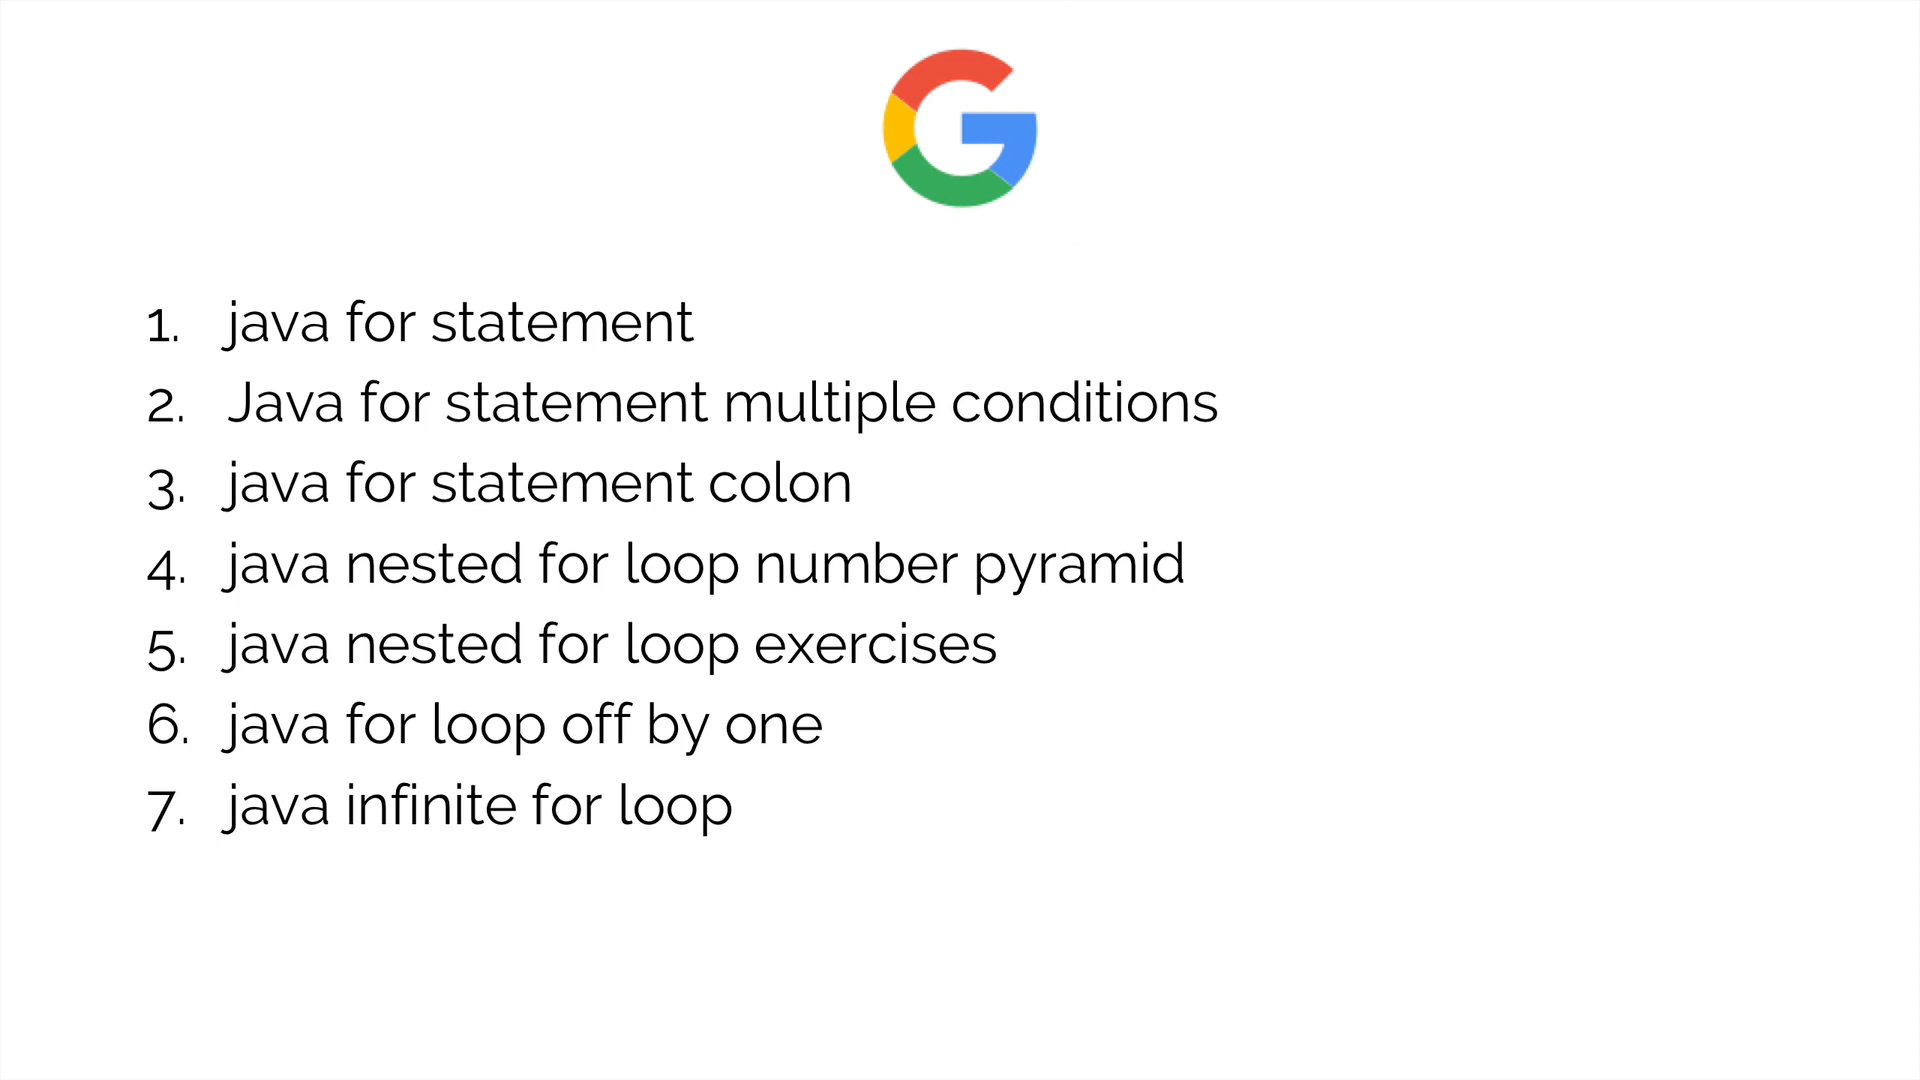 1. java for statement
2. Java for statement multiple conditions
3. java for statement colon
4. java nested for loop number pyramid
5. java nested for loop exercises
6. java for loop off by one
7. java infinite for loop